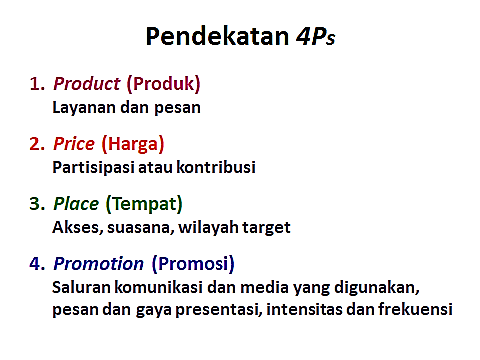 Pendekatan 4Ps
1. Product (Produk)
Layanan dan pesan
2. Price (Harga)
Partisipasi atau kontribusi
3. Place (Tempat)
Akses, suasana, wilayah target
4. Promotion (Promosi)
Saluran komunikasi dan media yang digunakan,
pesan dan gaya presentasi, intensitas dan frekuensi